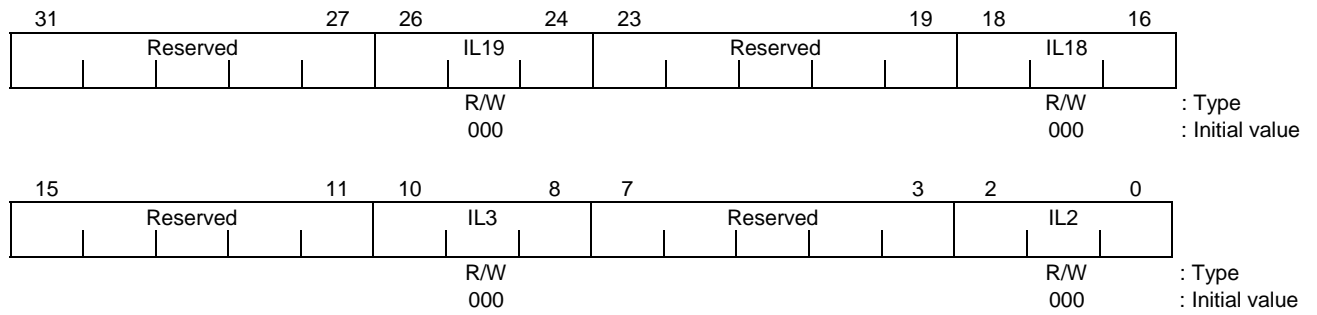 31 27 26 24 23 19 18 16
Reserved IL19 Reserved IL18
R/W R/W : Type
000 000 : Initial value
15 11 10 8 7 3 2 0
Reserved IL3 Reserved IL2
R/W R/W : Type
000 000 : Initial value